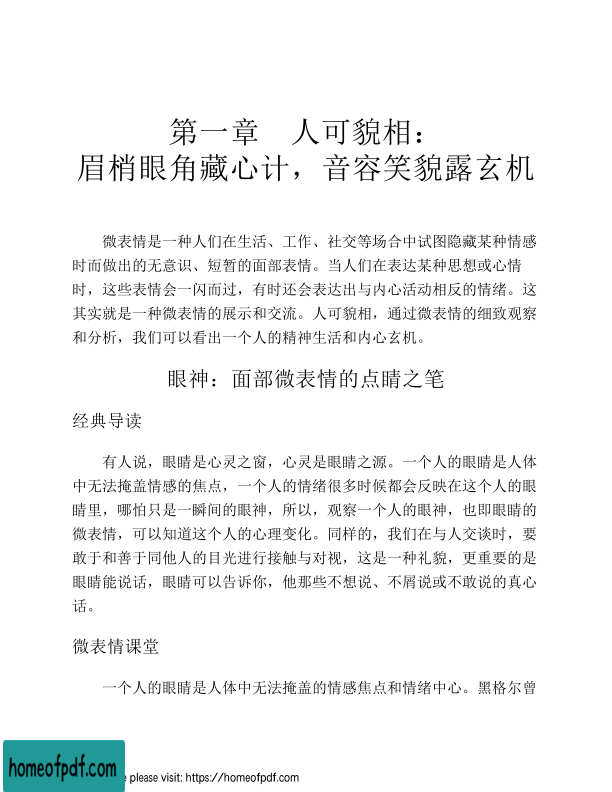 第一章　人可貌相：
眉梢眼角藏心计，音容笑貌露玄机
微表情是一种人们在生活、工作、社交等场合中试图隐藏某种情感
时而做出的无意识、短暂的面部表情。当人们在表达某种思想或心情
时，这些表情会一闪而过，有时还会表达出与内心活动相反的情绪。这
其实就是一种微表情的展示和交流。人可貌相，通过微表情的细致观察
和分析，我们可以看出一个人的精神生活和内心玄机。
眼神：面部微表情的点睛之笔
经典导读
有人说，眼睛是心灵之窗，心灵是眼睛之源。一个人的眼睛是人体
中无法掩盖情感的焦点，一个人的情绪很多时候都会反映在这个人的眼
睛里，哪怕只是一瞬间的眼神，所以，观察一个人的眼神，也即眼睛的
微表情，可以知道这个人的心理变化。同样的，我们在与人交谈时，要
敢于和善于同他人的目光进行接触与对视，这是一种礼貌，更重要的是
眼睛能说话，眼睛可以告诉你，他那些不想说、不屑说或不敢说的真心
话。
微表情课堂
一个人的眼睛是人体中无法掩盖的情感焦点和情绪中心。黑格尔曾
homeofpdf.com
e please visit: https://homeofpdf.com